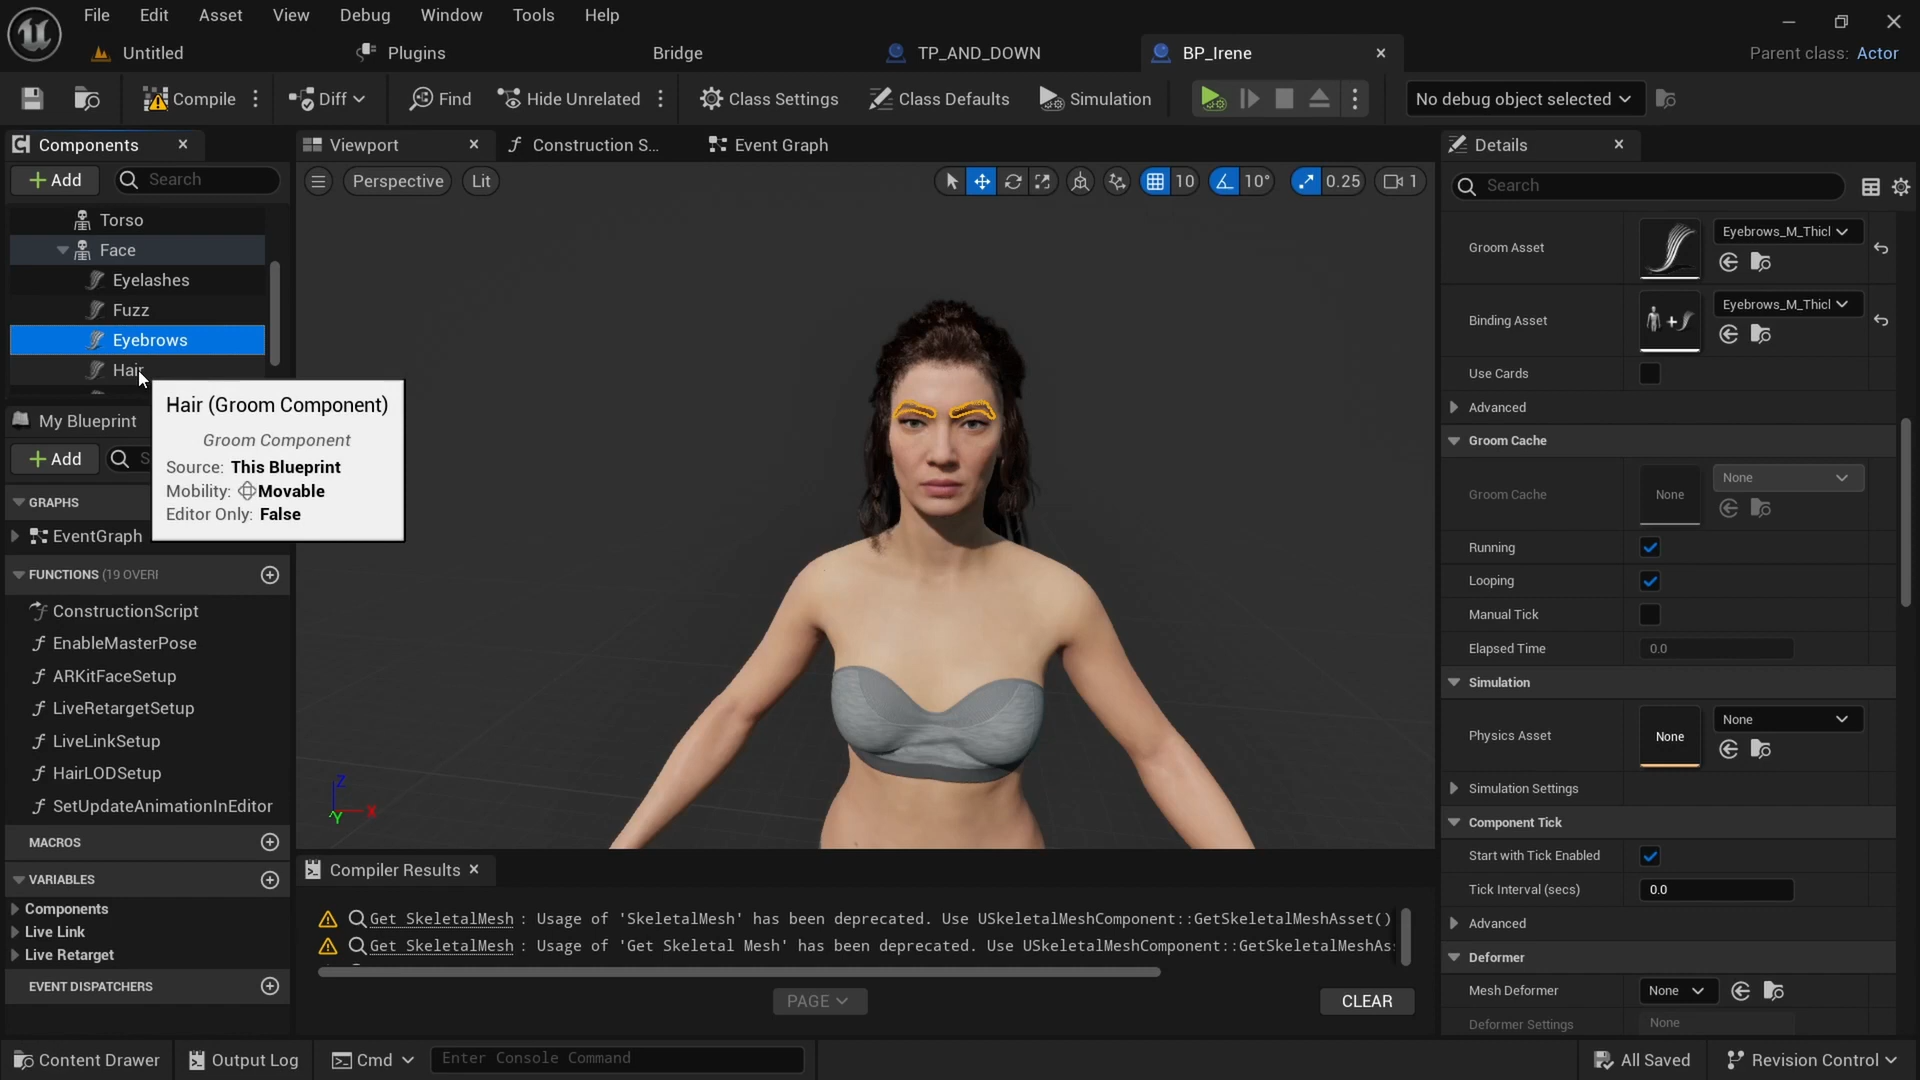 File Edit Asset View Debug Window Tools Help
Untitled Plugins Bridge TP_AND_DOWN BP_Irene Parent class: Actor
Compile Diff Find Hide Unrelated Class Settings Class Defaults Simulation No debug object selected
Components
Add Search
Torso
Face
Eyelashes
Fuzz
Eyebrows
Hair
Hair (Groom Component)
Groom Component
Source: This Blueprint
Mobility: Movable
Editor Only: False
My Blueprint
Add S
GRAPHS
EventGraph
FUNCTIONS (19 OVERI
ConstructionScript
EnableMasterPose
ARKitFaceSetup
LiveRetargetSetup
LiveLinkSetup
HairLODSetup
SetUpdateAnimationInEditor
MACROS
VARIABLES
Components
Live Link
Live Retarget
EVENT DISPATCHERS
Viewport Construction S... Event Graph
Perspective Lit 10 10° 0.25 1
Z
X
Y
Compiler Results
Get SkeletalMesh : Usage of 'SkeletalMesh' has been deprecated. Use USkeletalMeshComponent::GetSkeletalMeshAsset()
Get SkeletalMesh : Usage of 'Get Skeletal Mesh' has been deprecated. Use USkeletalMeshComponent::GetSkeletalMeshAs
PAGE CLEAR
Details
Search
Groom Asset Eyebrows_M_Thicl
Binding Asset Eyebrows_M_Thicl
Use Cards
Advanced
Groom Cache
Groom Cache None None
Running
Looping
Manual Tick
Elapsed Time 0.0
Simulation
Physics Asset None None
Simulation Settings
Component Tick
Start with Tick Enabled
Tick Interval (secs) 0.0
Advanced
Deformer
Mesh Deformer None
Deformer Settings None
Content Drawer Output Log Cmd Enter Console Command All Saved Revision Control